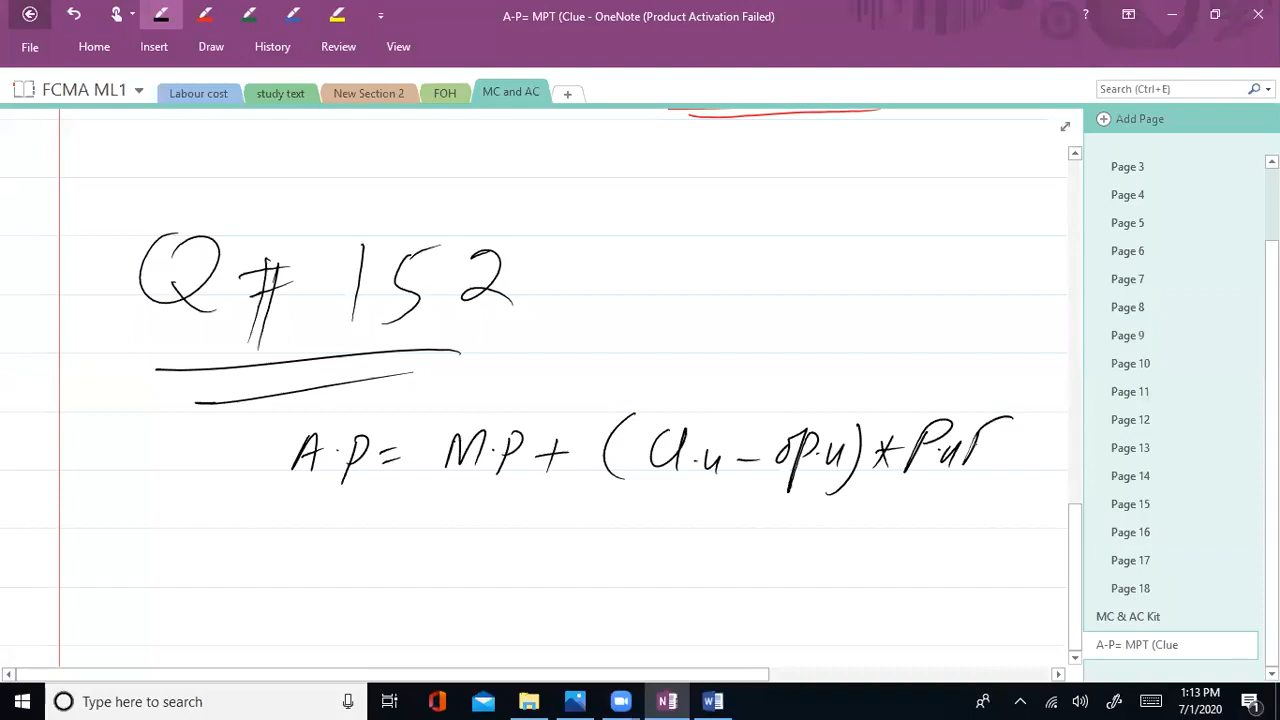 A-P= MPT (Clue - OneNote (Product Activation Failed)
?
File Home Insert Draw History Review View
FCMA ML1 Labour cost study text New Section 2 FOH MC and AC
Search (Ctrl+E)
Add Page
Page 3
Page 4
Page 5
Page 6
Page 7
Page 8
Page 9
Page 10
Page 11
Page 12
Page 13
Page 14
Page 15
Page 16
Page 17
Page 18
MC & AC Kit
A-P= MPT (Clue
Q # 152
A.P = M.P + (Cl.u - op.u) *
Type here to search
1:13 PM
7/1/2020
1